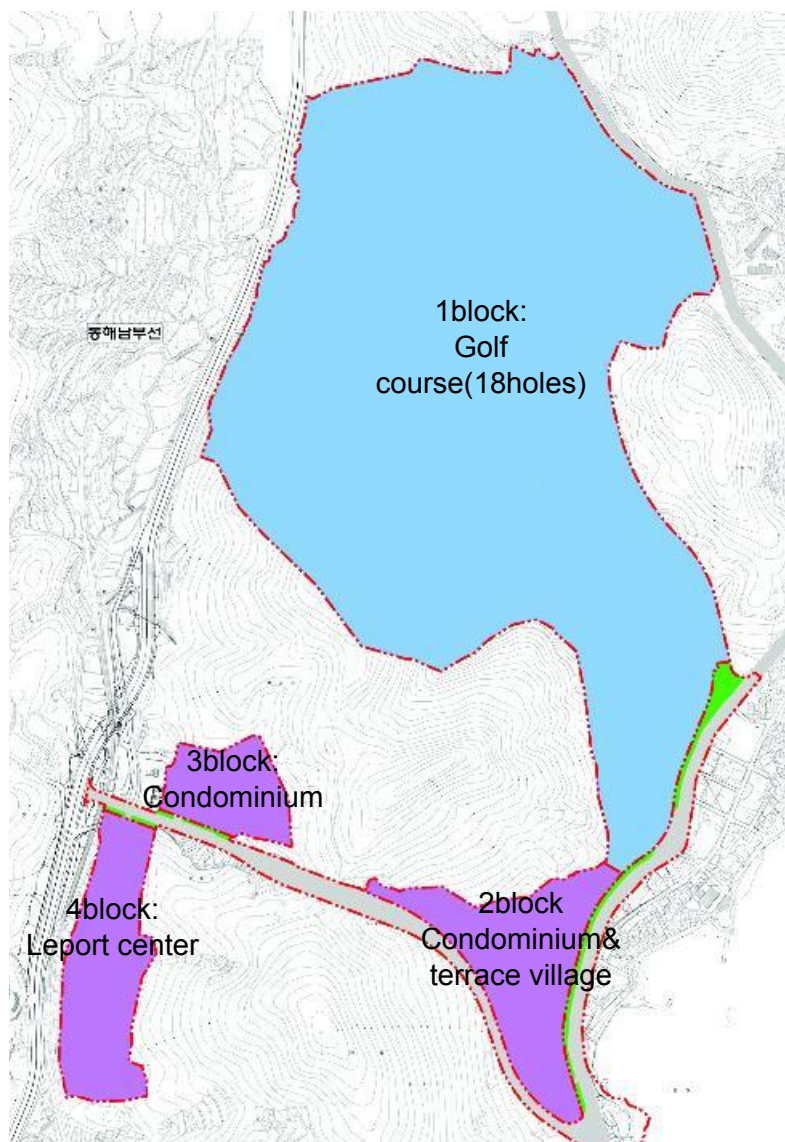 1block:
Golf
course(18holes)
동해남부선
3block:
Condominium
4block:
Leport center
2block
Condominium&
terrace village